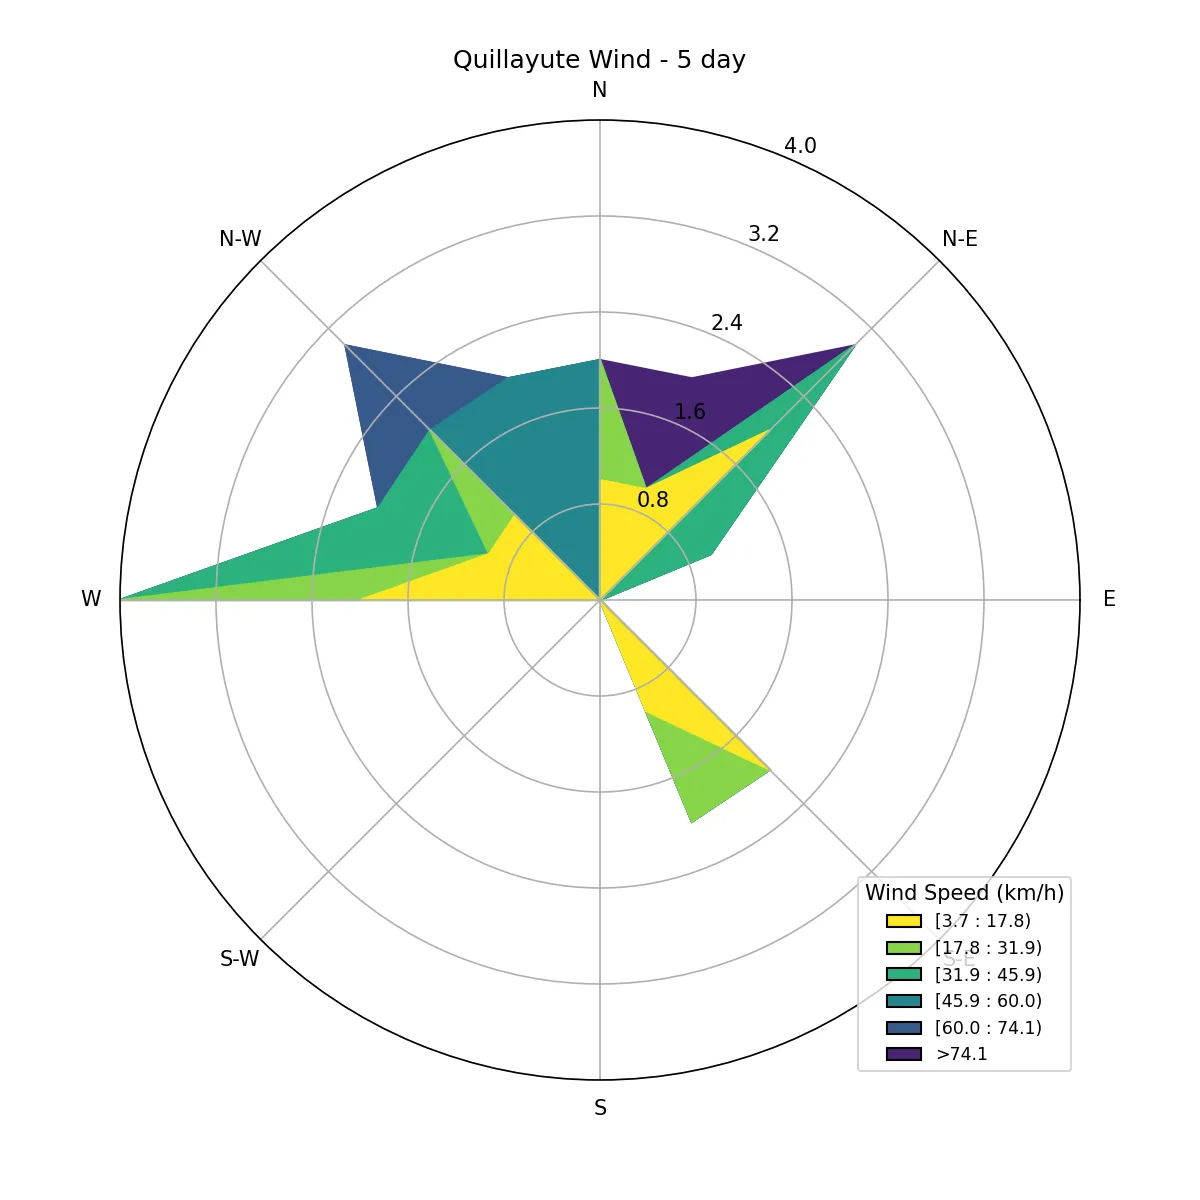 Quillayute Wind - 5 day
N
4.0
3.2
N-W
N-E
2.4
1.6
0.8
W
E
Wind Speed (km/h)
[3.7 : 17.8)
[17.8 : 31.9)
S-W
S-E
[31.9 : 45.9)
[45.9 : 60.0)
[60.0 : 74.1)
>74.1
S